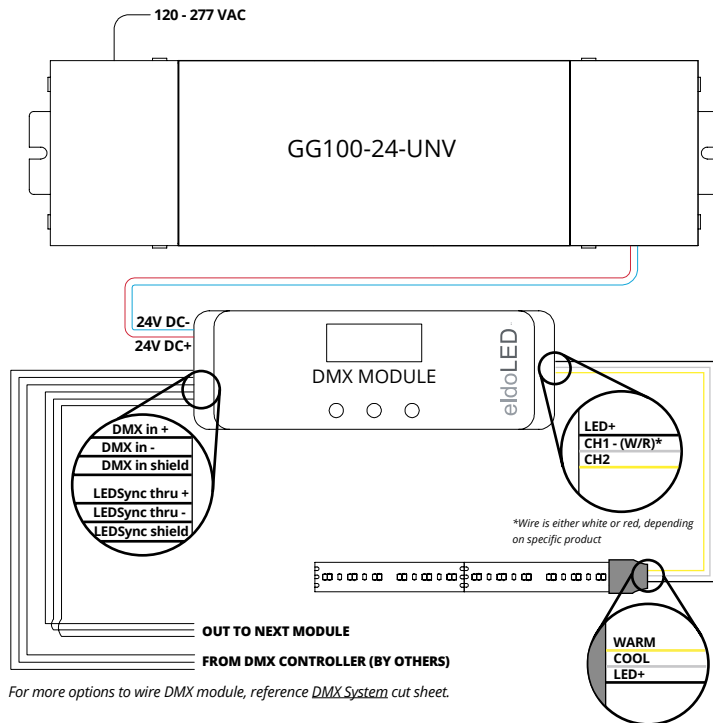 120 - 277 VAC
GG100-24-UNV
24V DC-
24V DC+
DMX MODULE
eldoLED
DMX in +
DMX in -
DMX in shield
LEDSync thru +
LEDSync thru -
LEDSync shield
LED+
CH1 - (W/R)*
CH2
*Wire is either white or red, depending
on specific product
OUT TO NEXT MODULE
FROM DMX CONTROLLER (BY OTHERS)
WARM
COOL
LED+
For more options to wire DMX module, reference DMX System cut sheet.